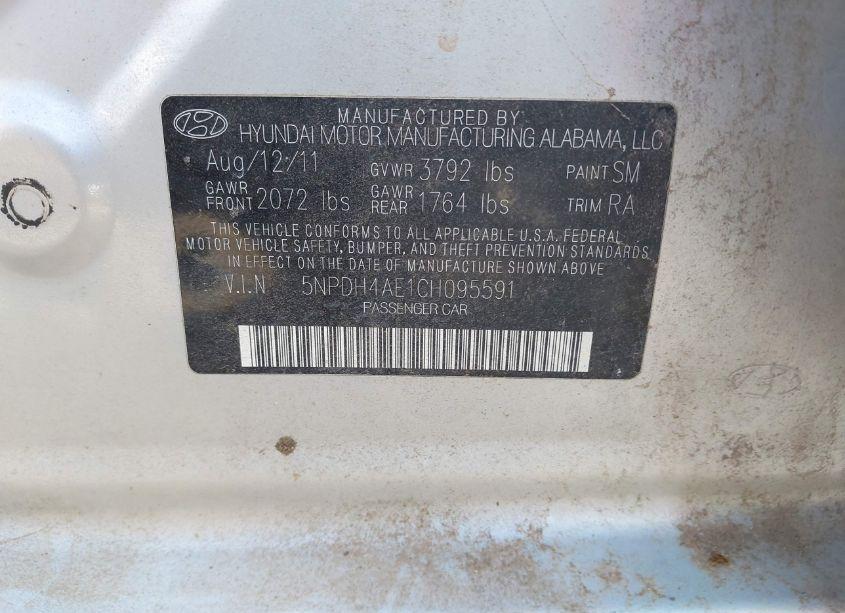 MANUFACTURED BY
HYUNDAI MOTOR MANUFACTURING ALABAMA, LLC
Aug/12/11 GVWR 3792 lbs PAINT SM
GAWR FRONT 2072 lbs GAWR REAR 1764 lbs TRIM RA
THIS VEHICLE CONFORMS TO ALL APPLICABLE U.S.A. FEDERAL
MOTOR VEHICLE SAFETY, BUMPER, AND THEFT PREVENTION STANDARDS
IN EFFECT ON THE DATE OF MANUFACTURE SHOWN ABOVE
V.I.N 5NPDH4AE1CH095591
PASSENGER CAR